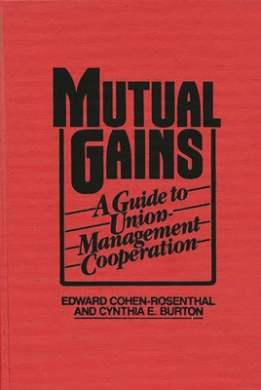 MUTUAL
GAINS
A Guide to
Union-
Management
Cooperation
EDWARD COHEN-ROSENTHAL
AND CYNTHIA E. BURTON